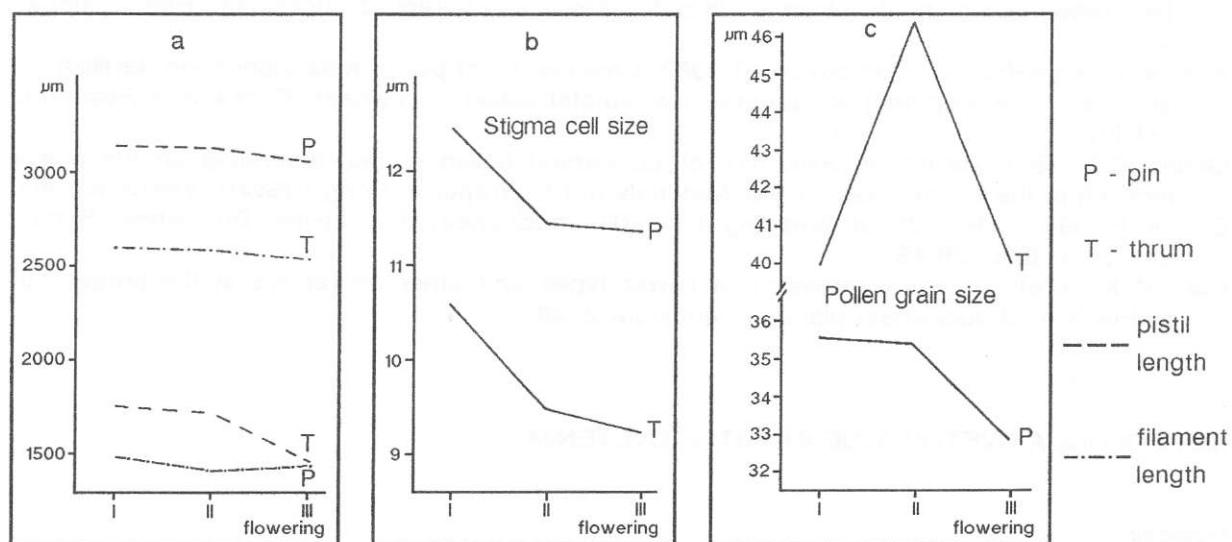 a
µm
3000
2500
2000
1500
P
T
T
P
I II III
flowering
b
µm
Stigma cell size
12
11
10
9
P
T
I II III
flowering
c
µm
46
45
44
43
42
41
40
T
Pollen grain size
36
35
34
33
32
P
I II III
flowering
P - pin
T - thrum
pistil
length
filament
length